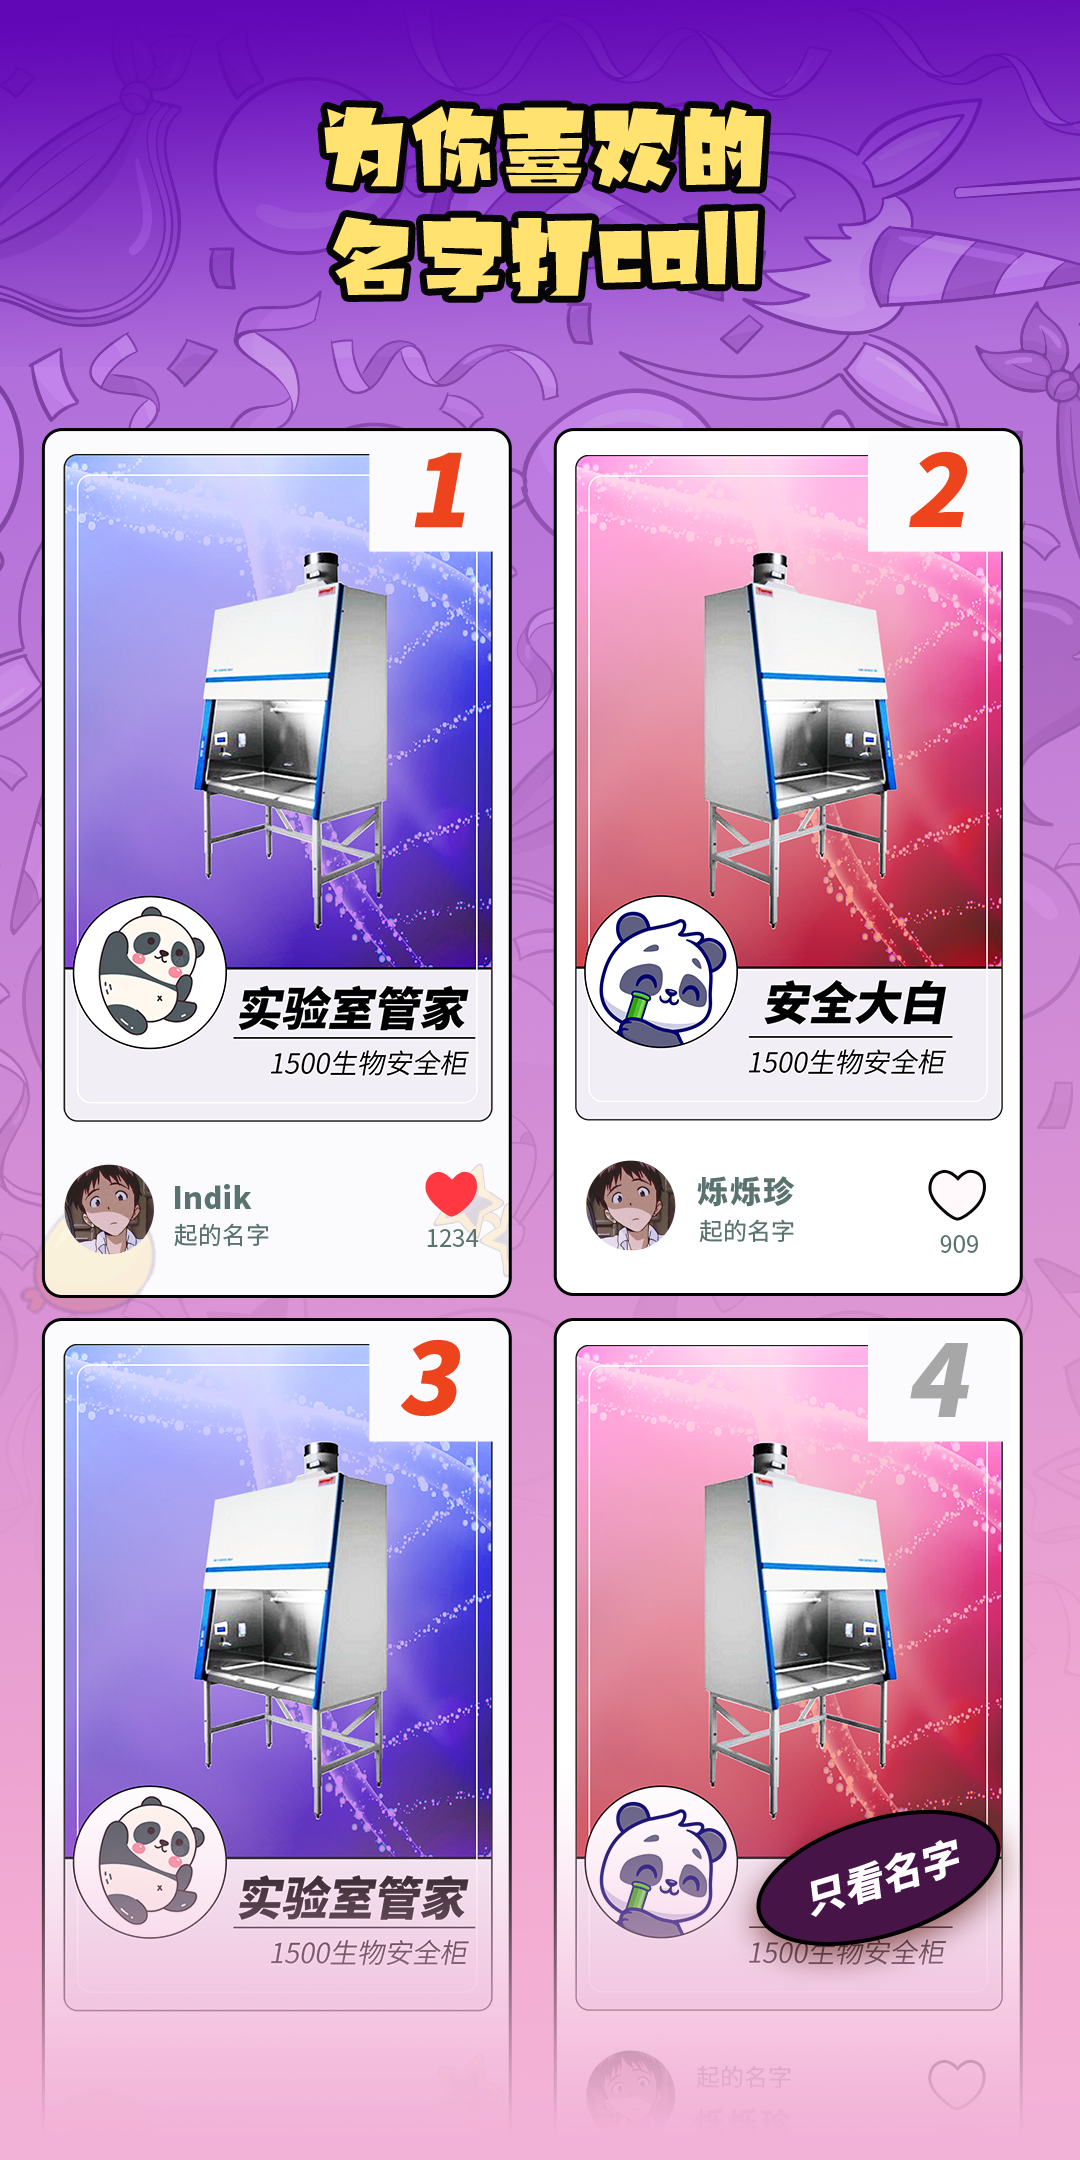 为你喜欢的
名字打call
1
2
实验室管家
1500生物安全柜
安全大白
1500生物安全柜
Indik
起的名字
1234
烁烁珍
起的名字
909
3
4
实验室管家
1500生物安全柜
只看名字
1500生物安全柜
起的名字